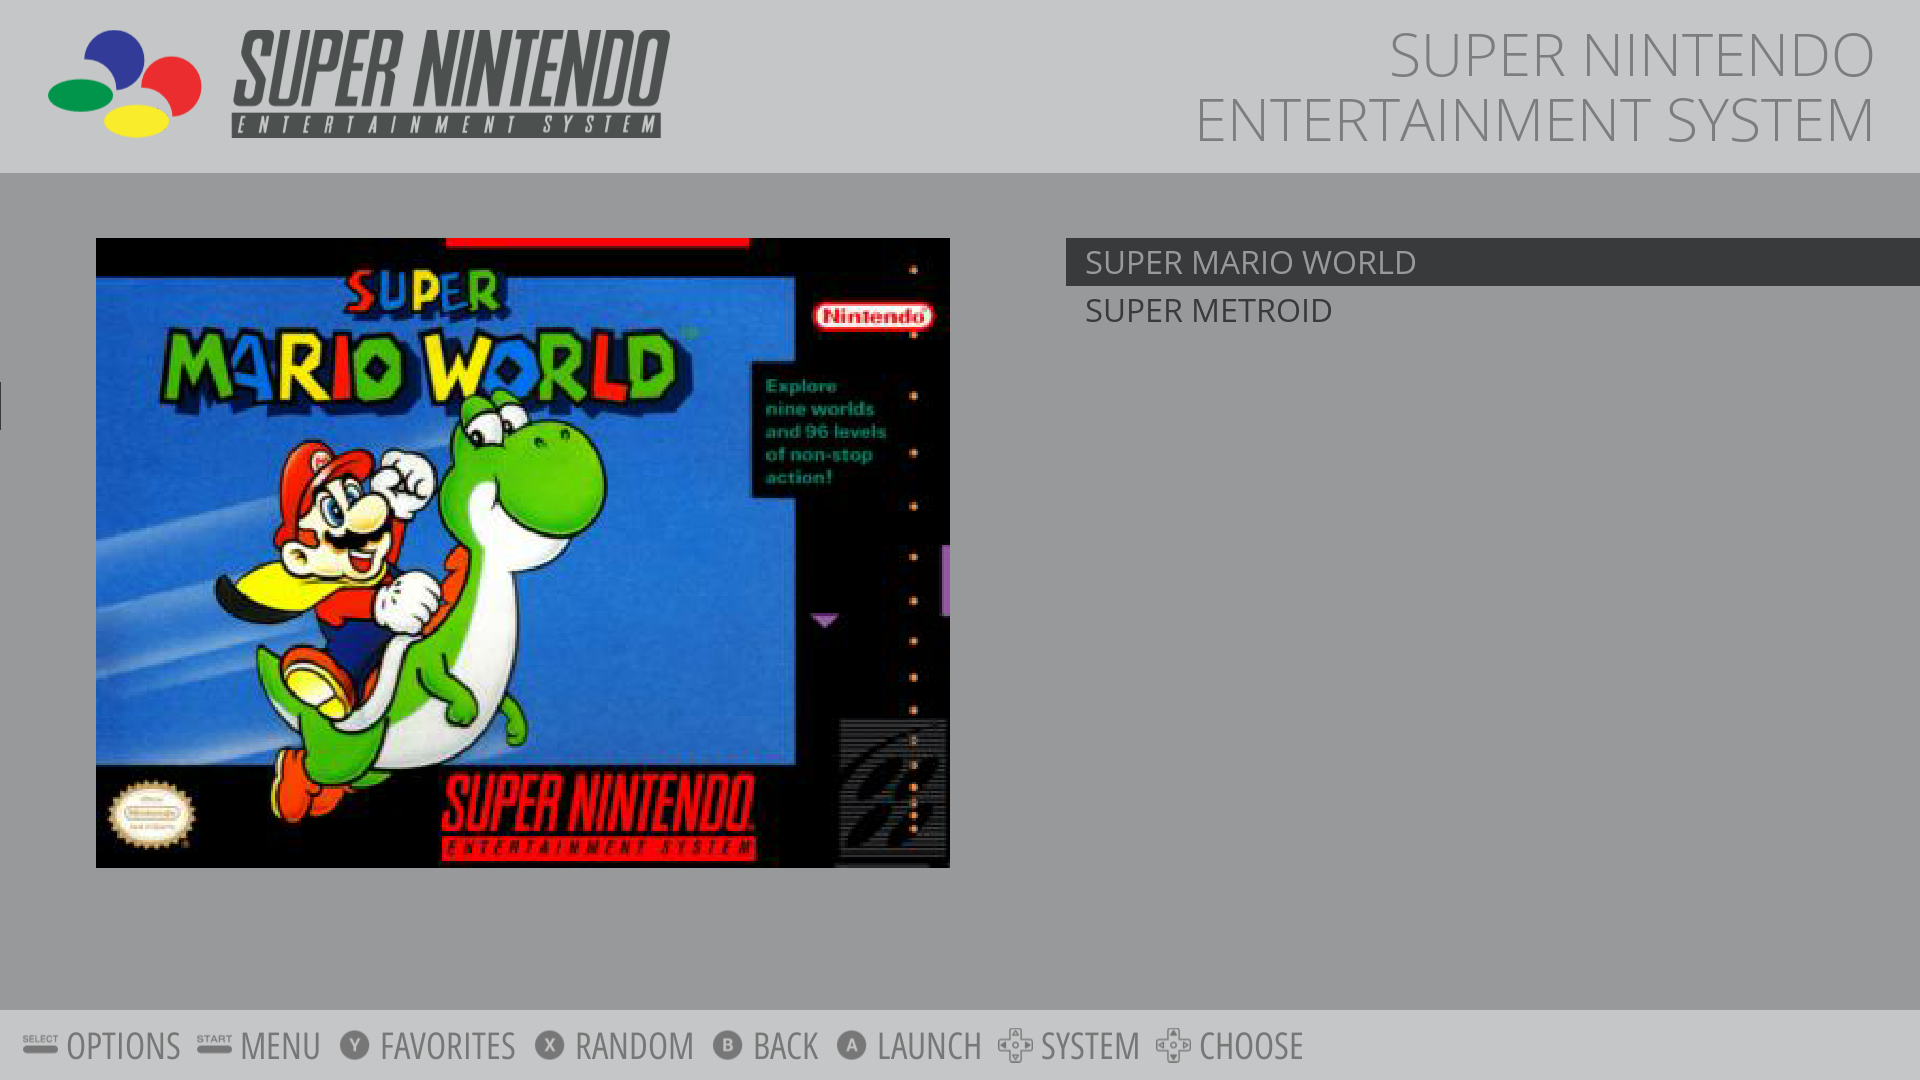 SUPER NINTENDO
ENTERTAINMENT SYSTEM
SUPER NINTENDO
ENTERTAINMENT SYSTEM
SUPER
MARIO WORLD
Nintendo
Explore
nine worlds
and 96 levels
of non-stop
action!
SUPER NINTENDO
ENTERTAINMENT SYSTEM
SUPER MARIO WORLD
SUPER METROID
SELECT OPTIONS START MENU Y FAVORITES X RANDOM B BACK A LAUNCH SYSTEM CHOOSE